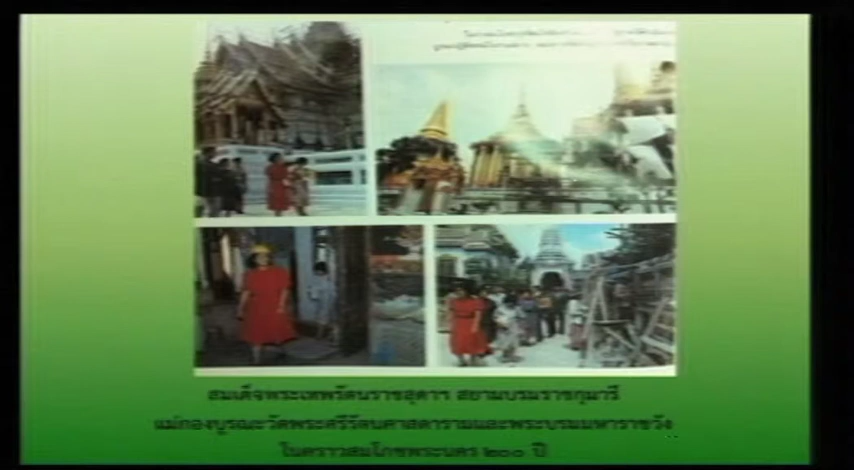 สมเด็จพระเทพรัตนราชสุดาฯ สยามบรมราชกุมารี
แม่กองบูรณะวัดพระศรีรัตนศาสดารามและพระบรมมหาราชวัง
ในคราวสมโภชพระนคร ๒๐๐ ปี